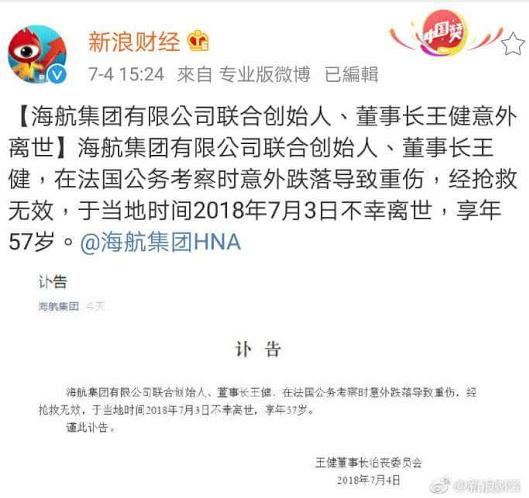 新浪财经
7-4 15:24 来自 专业版微博 已編輯
中国赞
【海航集团有限公司联合创始人、董事长王健意外
离世】海航集团有限公司联合创始人、董事长王
健，在法国公务考察时意外跌落导致重伤，经抢救
无效，于当地时间2018年7月3日不幸离世，享年
57岁。@海航集团HNA
讣告
海航集团 今天
讣 告
海航集团有限公司联合创始人、董事长王健，在法国公务考察时意外跌落导致重伤，经
抢救无效，于当地时间2018年7月3日不幸离世，享年57岁。
谨此讣告。
王健董事长治丧委员会
2018年7月4日
@新浪财经